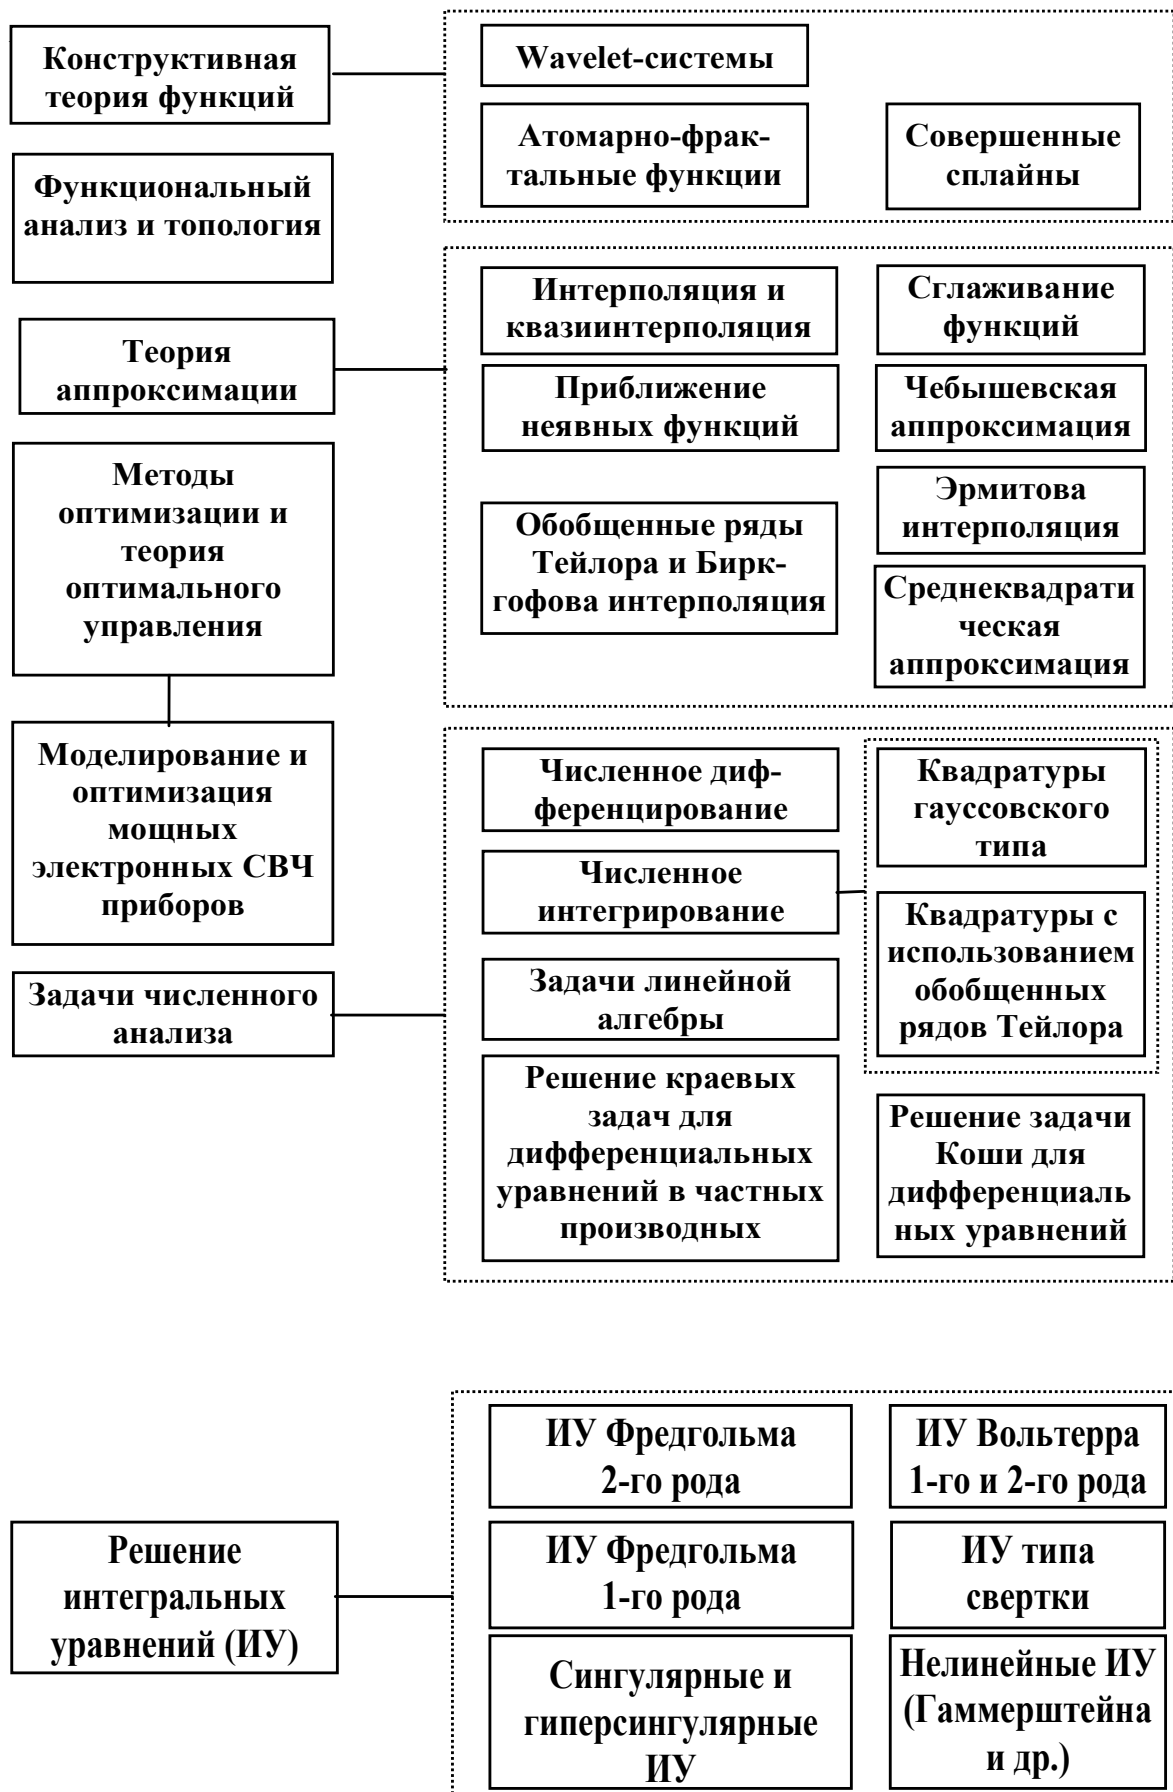 Конструктивная
теория функций
Wavelet-системы
Атомарно-фрак-
тальные функции
Совершенные
сплайны
Функциональный
анализ и топология
Теория
аппроксимации
Интерполяция и
квазиинтерполяция
Сглаживание
функций
Приближение
неявных функций
Чебышевская
аппроксимация
Обобщенные ряды
Тейлора и Бирк-
гофова интерполяция
Эрмитова
интерполяция
Среднеквадрати
ческая
аппроксимация
Методы
оптимизации и
теория
оптимального
управления
Моделирование и
оптимизация
мощных
электронных СВЧ
приборов
Задачи численного
анализа
Численное диф-
ференцирование
Численное
интегрирование
Квадратуры
гауссовского
типа
Квадратуры с
использованием
обобщенных
рядов Тейлора
Задачи линейной
алгебры
Решение краевых
задач для
дифференциальных
уравнений в частных
производных
Решение задачи
Коши для
дифференциаль
ных уравнений
Решение
интегральных
уравнений (ИУ)
ИУ Фредгольма
2-го рода
ИУ Вольтерра
1-го и 2-го рода
ИУ Фредгольма
1-го рода
ИУ типа
свертки
Сингулярные и
гиперсингулярные
ИУ
Нелинейные ИУ
(Гаммерштейна
и др.)